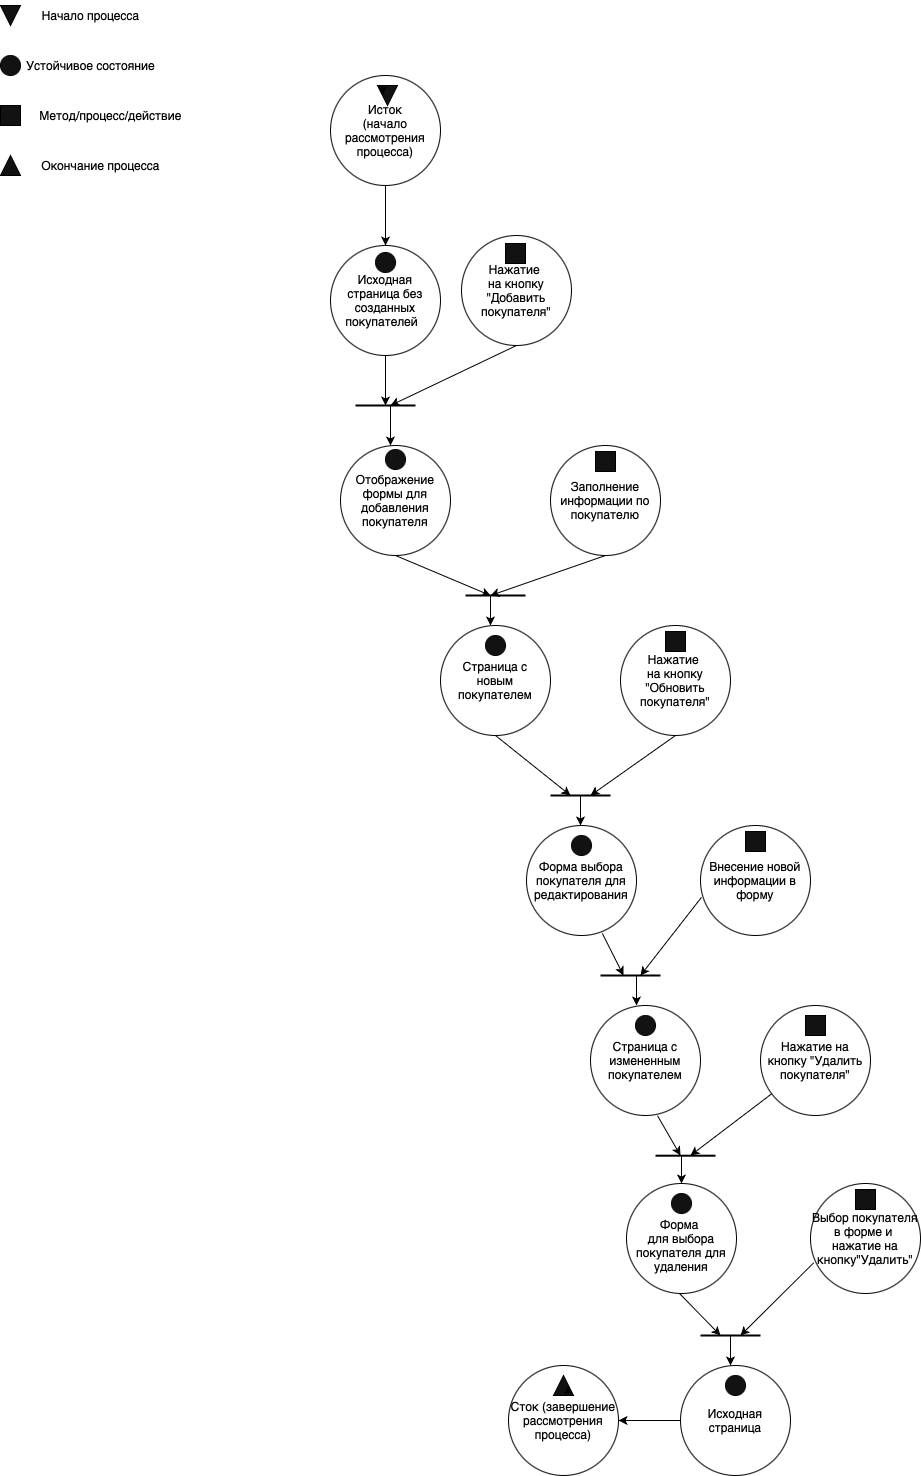 Начало процесса
Устойчивое состояние
Метод/процесс/действие
Окончание процесса
Исток
(начало
рассмотрения
процесса)
Исходная
страница без
созданных
покупателей
Нажатие
на кнопку
"Добавить
покупателя"
Отображение
формы для
добавления
покупателя
Заполнение
информации по
покупателю
Страница с
новым
покупателем
Нажатие
на кнопку
"Обновить
покупателя"
Форма выбора
покупателя для
редактирования
Внесение новой
информации в
форму
Страница с
измененным
покупателем
Нажатие на
кнопку "Удалить
покупателя"
Форма
для выбора
покупателя для
удаления
Выбор покупателя
в форме и
нажатие на
кнопку"Удалить"
Сток (завершение
рассмотрения
процесса)
Исходная
страница